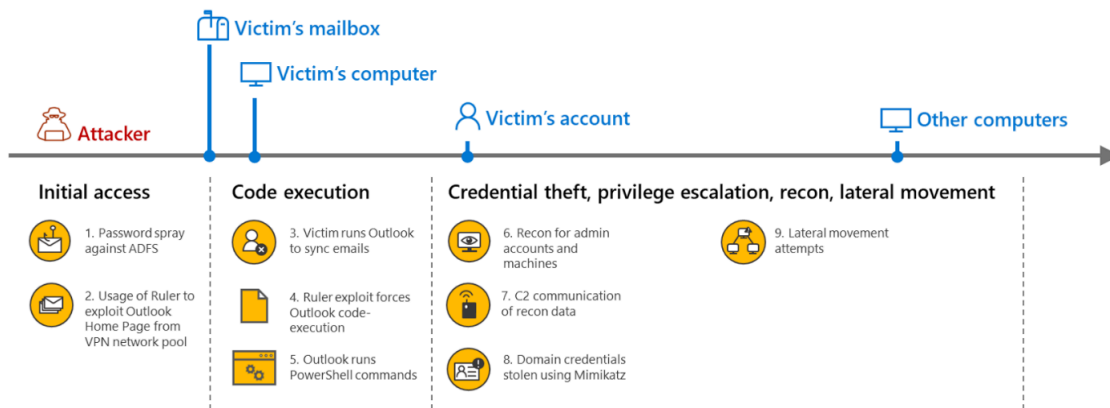 Victim's mailbox
Victim's computer
Attacker
Victim's account
Other computers
Initial access
1. Password spray
against ADFS
2. Usage of Ruler to
exploit Outlook
Home Page from
VPN network pool
Code execution
3. Victim runs Outlook
to sync emails
4. Ruler exploit forces
Outlook code-
execution
5. Outlook runs
PowerShell commands
Credential theft, privilege escalation, recon, lateral movement
6. Recon for admin
accounts and
machines
7. C2 communication
of recon data
8. Domain credentials
stolen using Mimikatz
9. Lateral movement
attempts